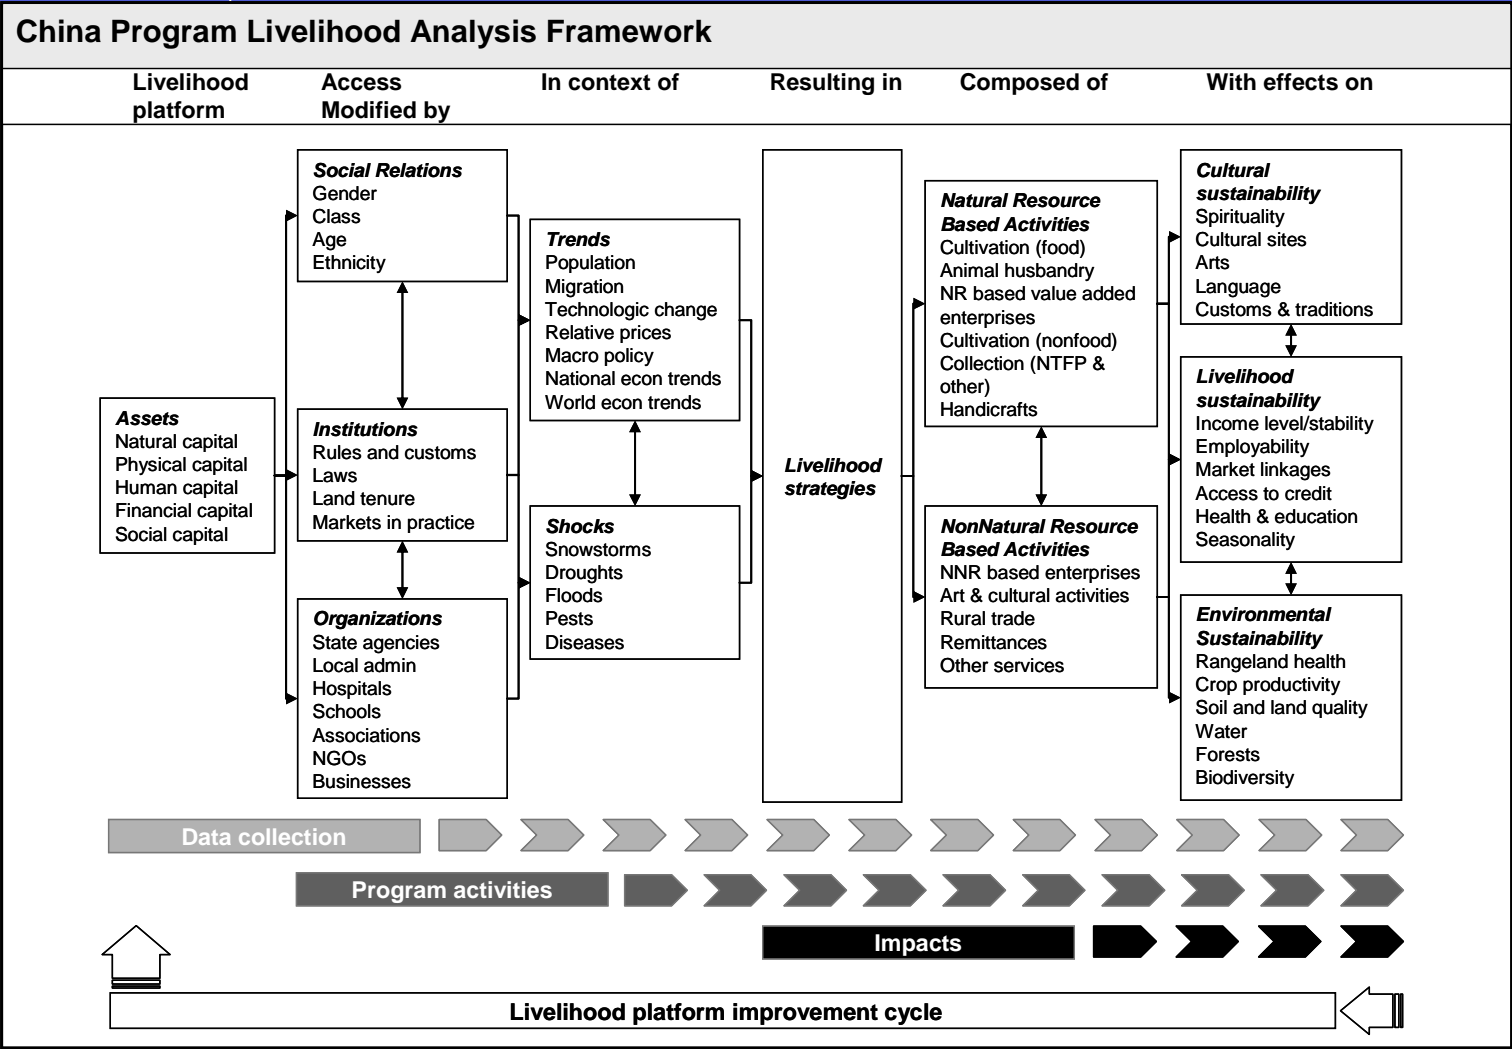 China Program Livelihood Analysis Framework
Livelihood
platform
Access
Modified by
In context of
Resulting in
Composed of
With effects on
Assets
Natural capital
Physical capital
Human capital
Financial capital
Social capital
Social Relations
Gender
Class
Age
Ethnicity
Institutions
Rules and customs
Laws
Land tenure
Markets in practice
Organizations
State agencies
Local admin
Hospitals
Schools
Associations
NGOs
Businesses
Trends
Population
Migration
Technologic change
Relative prices
Macro policy
National econ trends
World econ trends
Shocks
Snowstorms
Droughts
Floods
Pests
Diseases
Livelihood
strategies
Natural Resource
Based Activities
Cultivation (food)
Animal husbandry
NR based value added
enterprises
Cultivation (nonfood)
Collection (NTFP &
other)
Handicrafts
NonNatural Resource
Based Activities
NNR based enterprises
Art & cultural activities
Rural trade
Remittances
Other services
Cultural
sustainability
Spirituality
Cultural sites
Arts
Language
Customs & traditions
Livelihood
sustainability
Income level/stability
Employability
Market linkages
Access to credit
Health & education
Seasonality
Environmental
Sustainability
Rangeland health
Crop productivity
Soil and land quality
Water
Forests
Biodiversity
Data collection
Program activities
Impacts
Livelihood platform improvement cycle